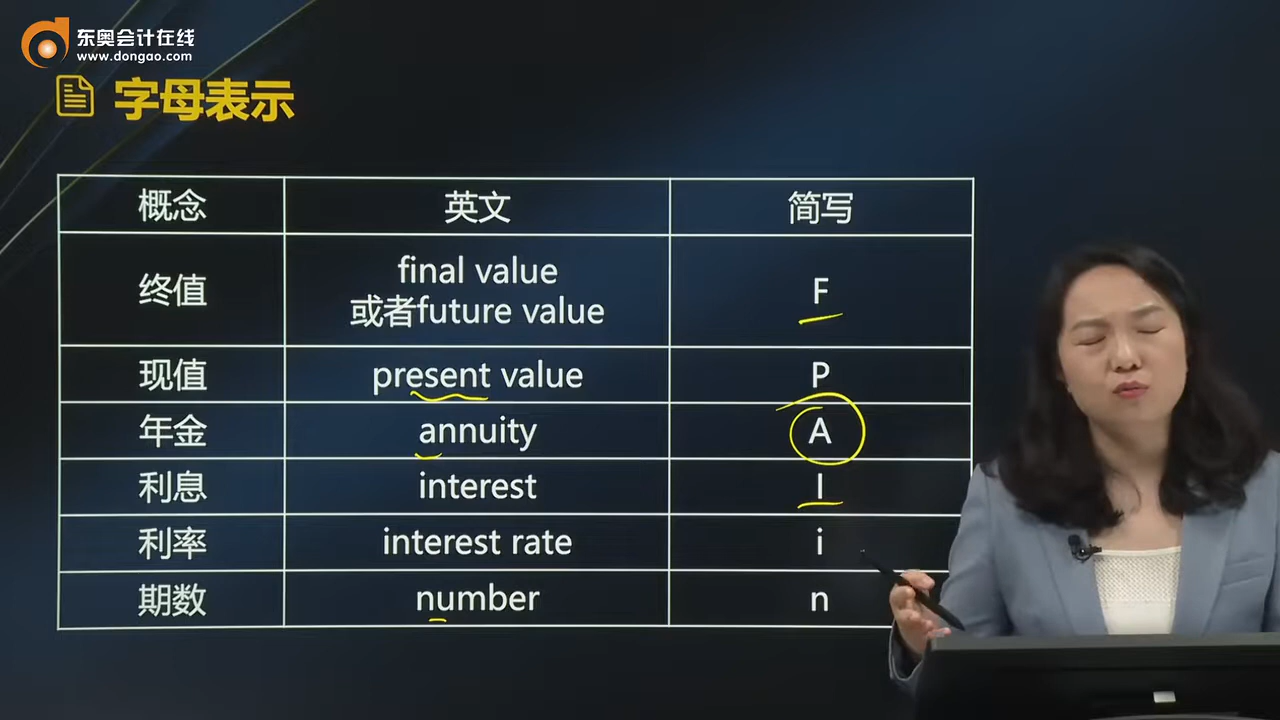 东奥会计在线
www.dongao.com
字母表示
概念 英文 简写
终值 final value
或者future value F
现值 present value P
年金 annuity A
利息 interest I
利率 interest rate i
期数 number n